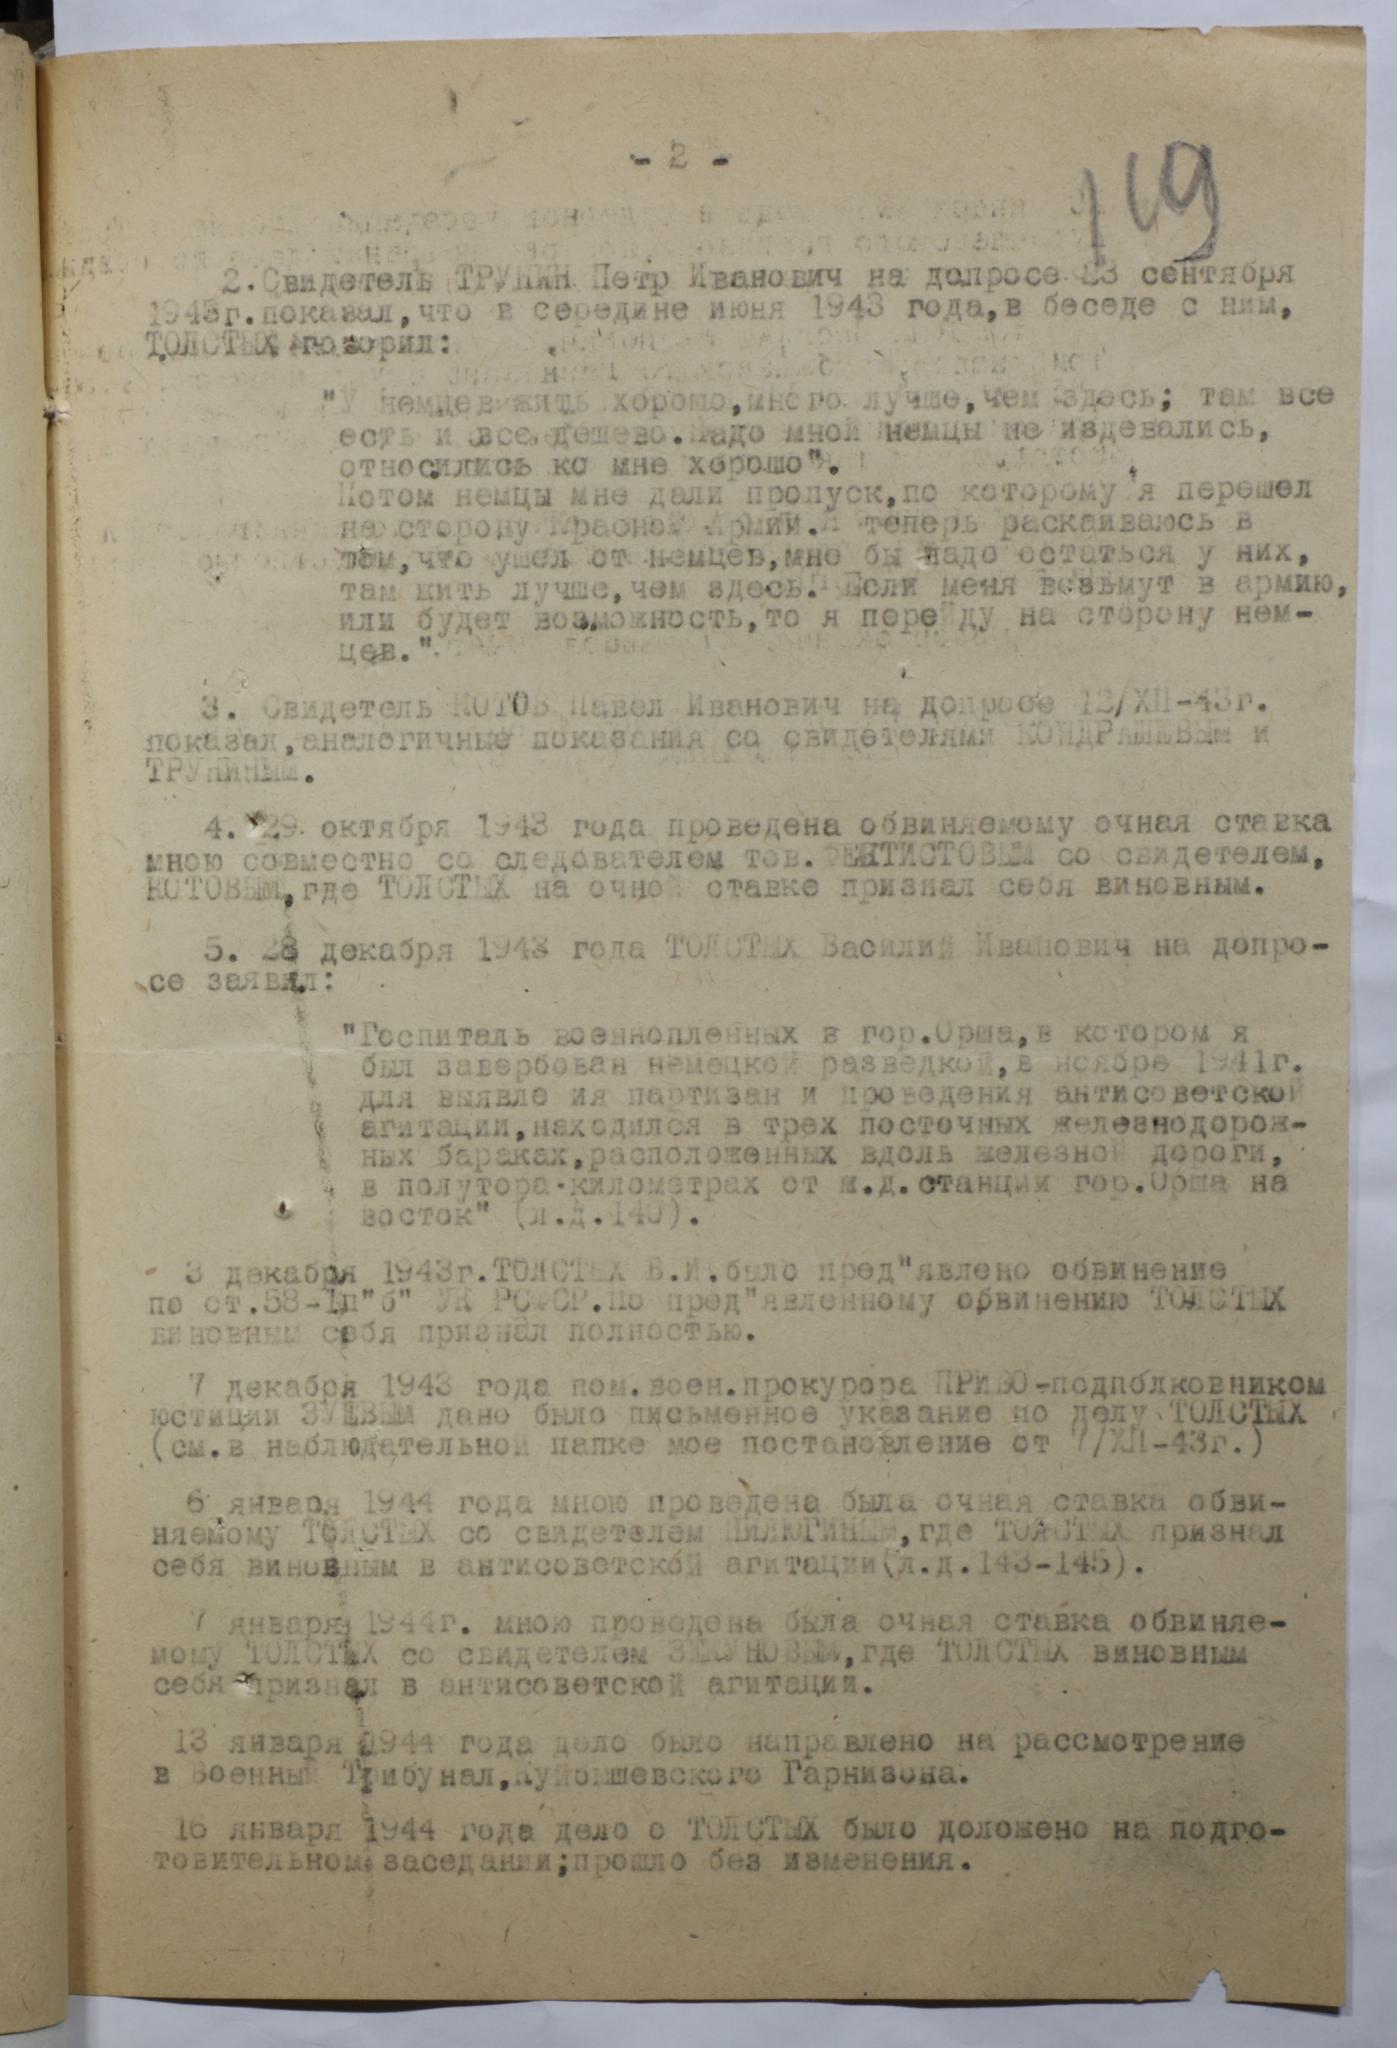 - 2 -
119
2.Свидетель ТРУНИН Петр Иванович на допросе 23 сентября
1943г.показал,что в середине июня 1943 года,в беседе с ним,
ТОЛСТЫХ говорил:
"У немцев жить хорошо,много лучше,чем здесь; там все
есть и все дешево.Надо мной немцы не издевались,
относились ко мне хорошо".
Потом немцы мне дали пропуск,по которому я перешел
на сторону Красной Армии.Я теперь раскаиваюсь в
том,что ушел от немцев,мне бы надо остаться у них,
там жить лучше,чем здесь." Если меня возьмут в армию,
или будет возможность,то я перейду на сторону нем-
цев.".
3. Свидетель КОТОВ Павел Иванович на допросе 12/ХП-43г.
показал,аналогичные показания со свидетелями КОНДРАШЕВЫМ и
ТРУНИНЫМ.
4. 29 октября 1943 года проведена обвиняемому очная ставка
мною совместно со следователем тов. со свидетелем,
КОТОВЫМ,где ТОЛСТЫХ на очной ставке признал себя виновным.
5. 28 декабря 1943 года ТОЛСТЫХ Василий Иванович на допро-
се заявил:
"Госпиталь военнопленных в гор.Орша,в котором я
был завербован немецкой разведкой,в ноябре 1941г.
для выявле ия партизан и проведения антисоветской
агитации,находился в трех посточных железнодорож-
ных бараках,расположенных вдоль железной дороги,
в полутора километрах от ж.д.станции гор.Орша на
восток" (л.д.140).
3 декабря 1943г.ТОЛСТЫХ В.И.было пред"явлено обвинение
по ст.58-1п"б" УК РСФСР.По пред"явленному обвинению ТОЛСТЫХ
виновным себя признал полностью.
7 декабря 1943 года пом.воен.прокурора ПРИВО-подполковником
юстиции ЗУЕВЫМ дано было письменное указание по делу ТОЛСТЫХ
(см.в наблюдательной папке мое постановление от 7/ХП-43г.)
6 января 1944 года мною проведена была очная ставка обви-
няемому ТОЛСТЫХ со свидетелем ПИЛЮГИНЫМ,где ТОЛСТЫХ признал
себя виновным в антисоветской агитации(л.д.143-145).
7 января 1944г. мною проведена была очная ставка обвиняе-
мому ТОЛСТЫХ со свидетелем где ТОЛСТЫХ виновным
себя признал в антисоветской агитации.
13 января 1944 года дело было направлено на рассмотрение
в Военный Трибунал,Куйбышевского Гарнизона.
16 января 1944 года дело о ТОЛСТЫХ было доложено на подго-
товительном заседании;прошло без изменения.